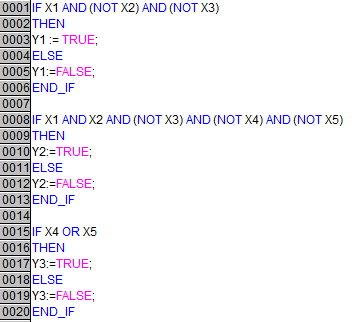 0001 IF X1 AND (NOT X2) AND (NOT X3)
0002 THEN
0003 Y1 := TRUE;
0004 ELSE
0005 Y1:=FALSE;
0006 END_IF
0007
0008 IF X1 AND X2 AND (NOT X3) AND (NOT X4) AND (NOT X5)
0009 THEN
0010 Y2:=TRUE;
0011 ELSE
0012 Y2:=FALSE;
0013 END_IF
0014
0015 IF X4 OR X5
0016 THEN
0017 Y3:=TRUE;
0018 ELSE
0019 Y3:=FALSE;
0020 END_IF